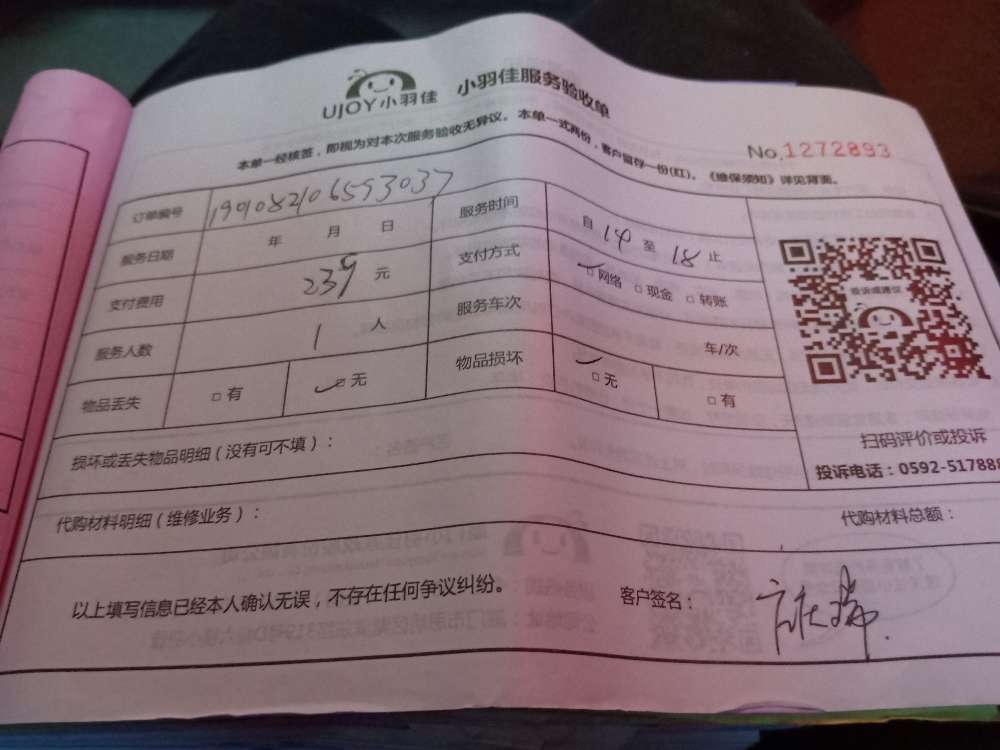 UJOY小羽佳 小羽佳服务验收单
本单一经核签，即视为对本次服务验收无异议。本单一式两份，客户留存一份(红)。《维保须知》详见背面。
No.1272893
订单编号 199082106593037 服务时间 自 14 至 18 止
服务日期 年 月 日 支付方式 □网络 □现金 □转账
支付费用 239 元 服务车次 车/次
服务人数 1 人 物品损坏 □无 □有
物品丢失 □有 □无
投诉或建议
扫码评价或投诉
投诉电话：0592-517888
损坏或丢失物品明细（没有可不填）：
代购材料明细（维修业务）： 代购材料总额：
以上填写信息已经本人确认无误，不存在任何争议纠纷。 客户签名：